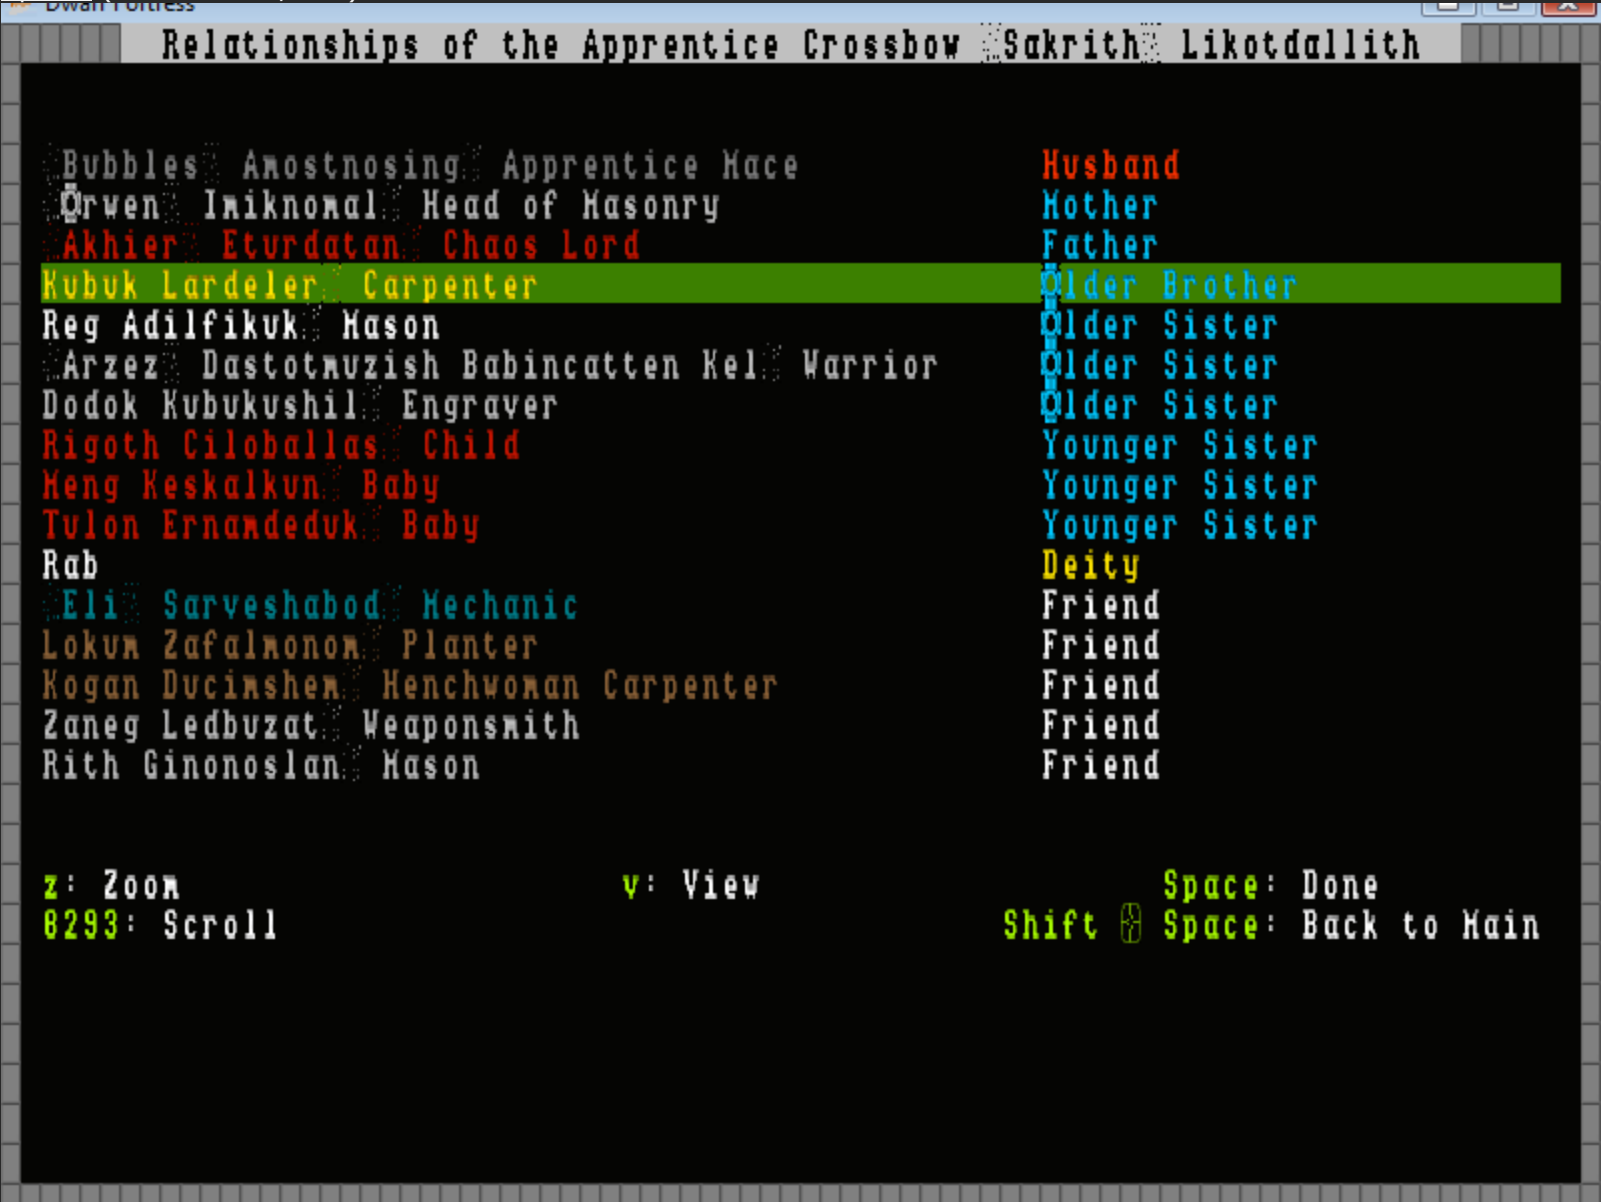 Dwarf Fortress
Relationships of the Apprentice Crossbow Sakrith Likotdallith
Bubbles Amostnosing Apprentice Mace Husband
Orwen Imiknomal Head of Masonry Mother
Akhier Eturdatan Chaos Lord Father
Kubuk Lardeler Carpenter Older Brother
Reg Adilfikuk Mason Older Sister
Arzez Dastotmuzish Babincatten Kel Warrior Older Sister
Dodok Kubukushil Engraver Older Sister
Rigoth Ciloballas Child Younger Sister
Meng Keskalkun Baby Younger Sister
Tulon Ernamdeduk Baby Younger Sister
Rab Deity
Eli Sarveshabod Mechanic Friend
Lokum Zafalmonom Planter Friend
Kogan Ducimshem Henchwoman Carpenter Friend
Zaneg Ledbuzat Weaponsmith Friend
Rith Ginonoslan Mason Friend
z: Zoom v: View Space: Done
8293: Scroll Shift Space: Back to Main